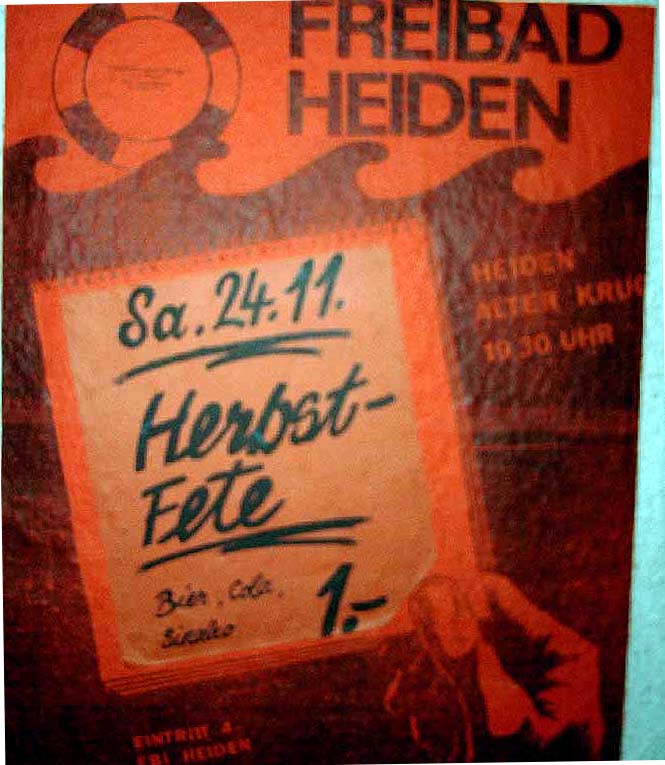 FREIBAD
HEIDEN
Sa. 24.11.
HEIDEN
ALTER KRUG
19.30 UHR
Herbst-
Fete
Bier, Cola,
Sinalco
1.-
EINTRITT 4.
FBI HEIDEN